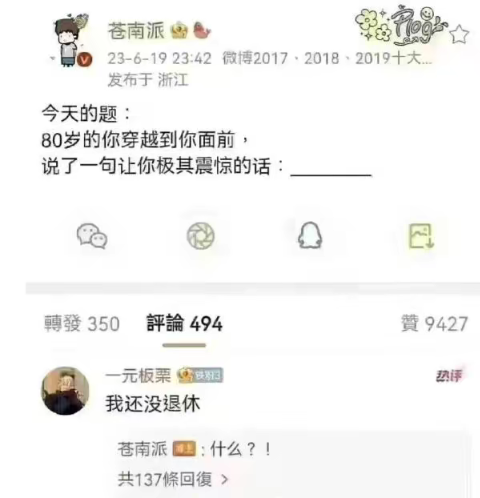 苍南派
23-6-19 23:42 微博2017、2018、2019十大...
发布于 浙江
Plog
今天的题：
80岁的你穿越到你面前，
说了一句让你极其震惊的话：________
轉發 350 評論 494 贊 9427
一元板栗 铁粉3 热评
我还没退休
苍南派 博主：什么？！
共137條回復 >